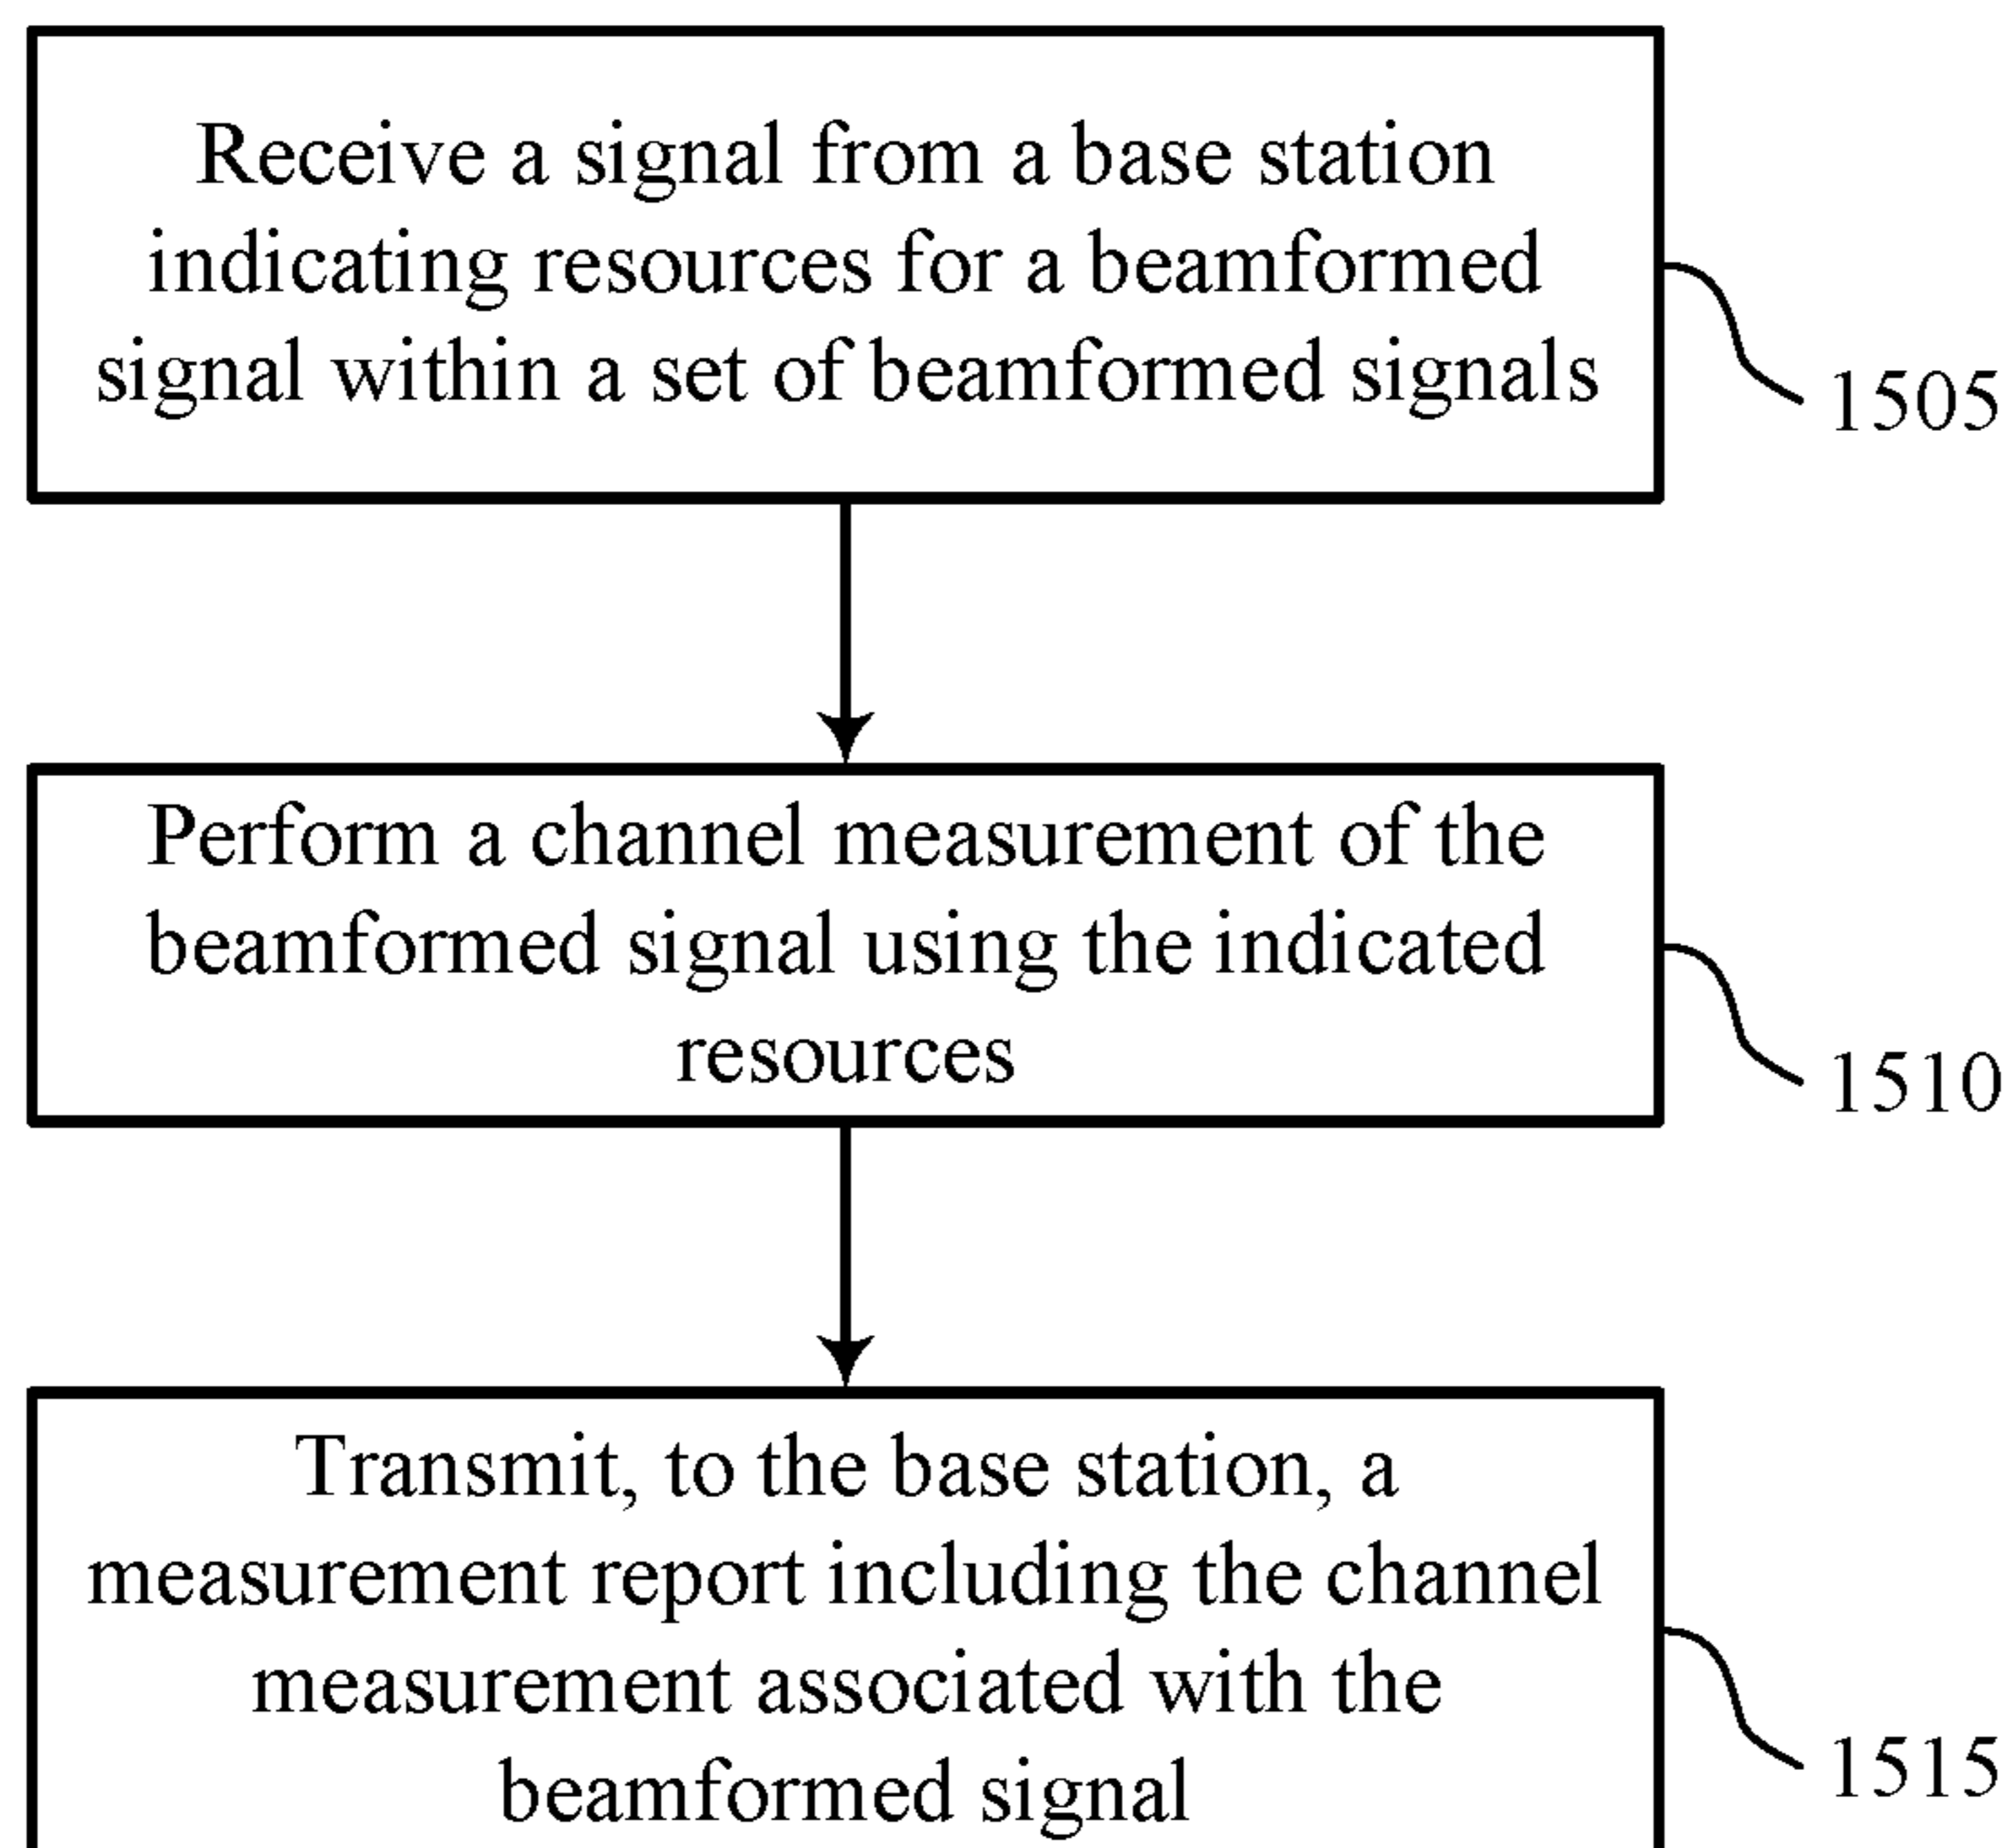 Receive a signal from a base station
indicating resources for a beamformed
signal within a set of beamformed signals
1505
Perform a channel measurement of the
beamformed signal using the indicated
resources
1510
Transmit, to the base station, a
measurement report including the channel
measurement associated with the
beamformed signal
1515